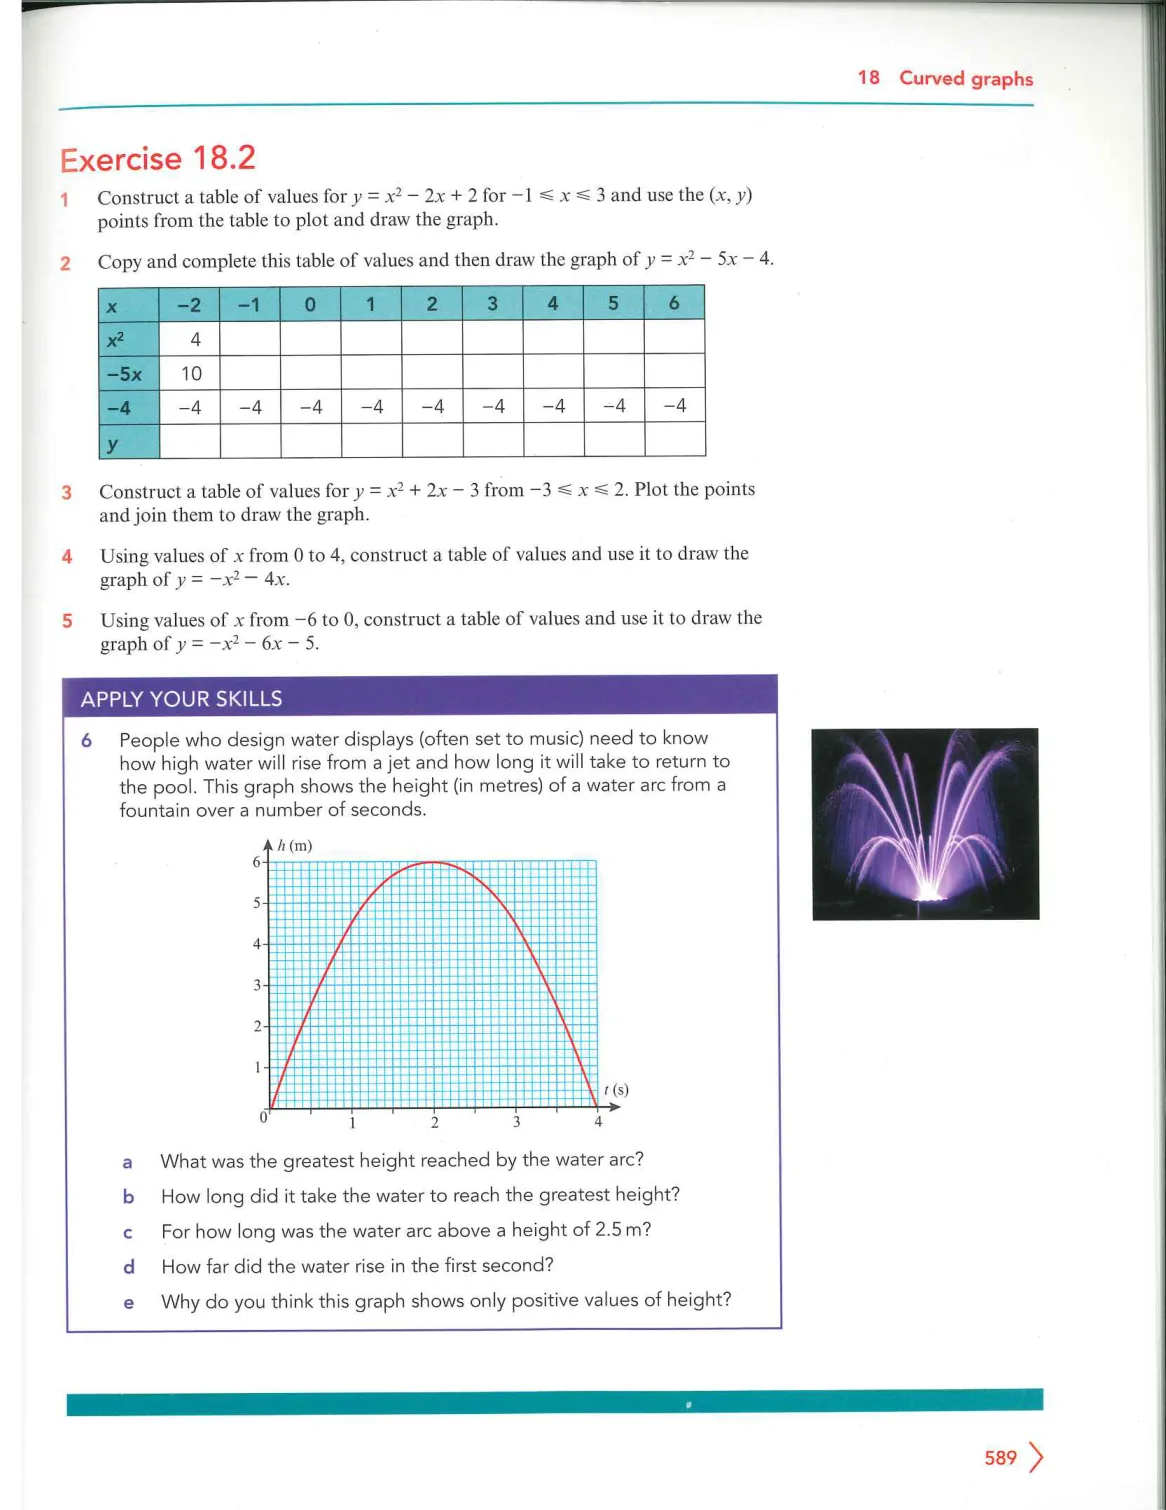 18 Curved graphs
Exercise 18.2
1 Construct a table of values for y = x² − 2x + 2 for −1 ⩽ x ⩽ 3 and use the (x, y)
points from the table to plot and draw the graph.
2 Copy and complete this table of values and then draw the graph of y = x² − 5x − 4.
x −2 −1 0 1 2 3 4 5 6
x² 4
−5x 10
−4 −4 −4 −4 −4 −4 −4 −4 −4 −4
y
3 Construct a table of values for y = x² + 2x − 3 from −3 ⩽ x ⩽ 2. Plot the points
and join them to draw the graph.
4 Using values of x from 0 to 4, construct a table of values and use it to draw the
graph of y = −x² − 4x.
5 Using values of x from −6 to 0, construct a table of values and use it to draw the
graph of y = −x² − 6x − 5.
APPLY YOUR SKILLS
6 People who design water displays (often set to music) need to know
how high water will rise from a jet and how long it will take to return to
the pool. This graph shows the height (in metres) of a water arc from a
fountain over a number of seconds.
h (m)
6
5
4
3
2
1
t (s)
0 1 2 3 4
a What was the greatest height reached by the water arc?
b How long did it take the water to reach the greatest height?
c For how long was the water arc above a height of 2.5 m?
d How far did the water rise in the first second?
e Why do you think this graph shows only positive values of height?
589